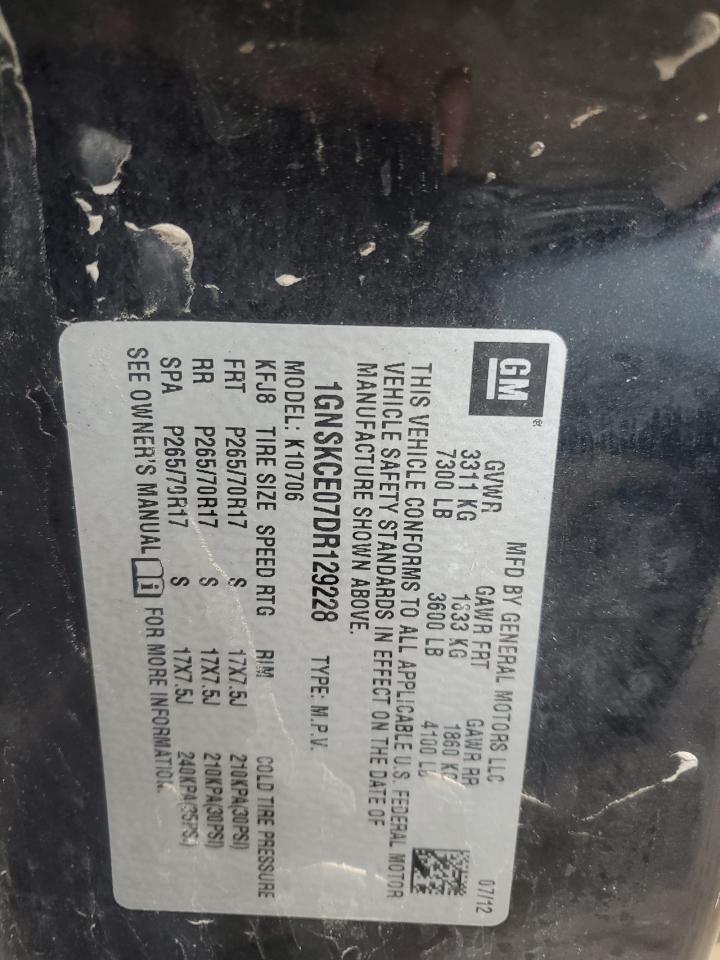 GM
MFD BY GENERAL MOTORS LLC 07/12
GVWR GAWR FRT GAWR RR
3311 KG 1633 KG 1860 KG
7300 LB 3600 LB 4100 LB
THIS VEHICLE CONFORMS TO ALL APPLICABLE U.S. FEDERAL MOTOR
VEHICLE SAFETY STANDARDS IN EFFECT ON THE DATE OF
MANUFACTURE SHOWN ABOVE.
1GNSKCE07DR129228 TYPE: M.P.V.
MODEL: K10706
KFJ8 TIRE SIZE SPEED RTG RIM COLD TIRE PRESSURE
FRT P265/70R17 S 17X7.5J 210KPA(30PSI)
RR P265/70R17 S 17X7.5J 210KPA(30PSI)
SPA P265/70R17 S 17X7.5J 240KPA(35PSI)
SEE OWNER'S MANUAL i FOR MORE INFORMATION.